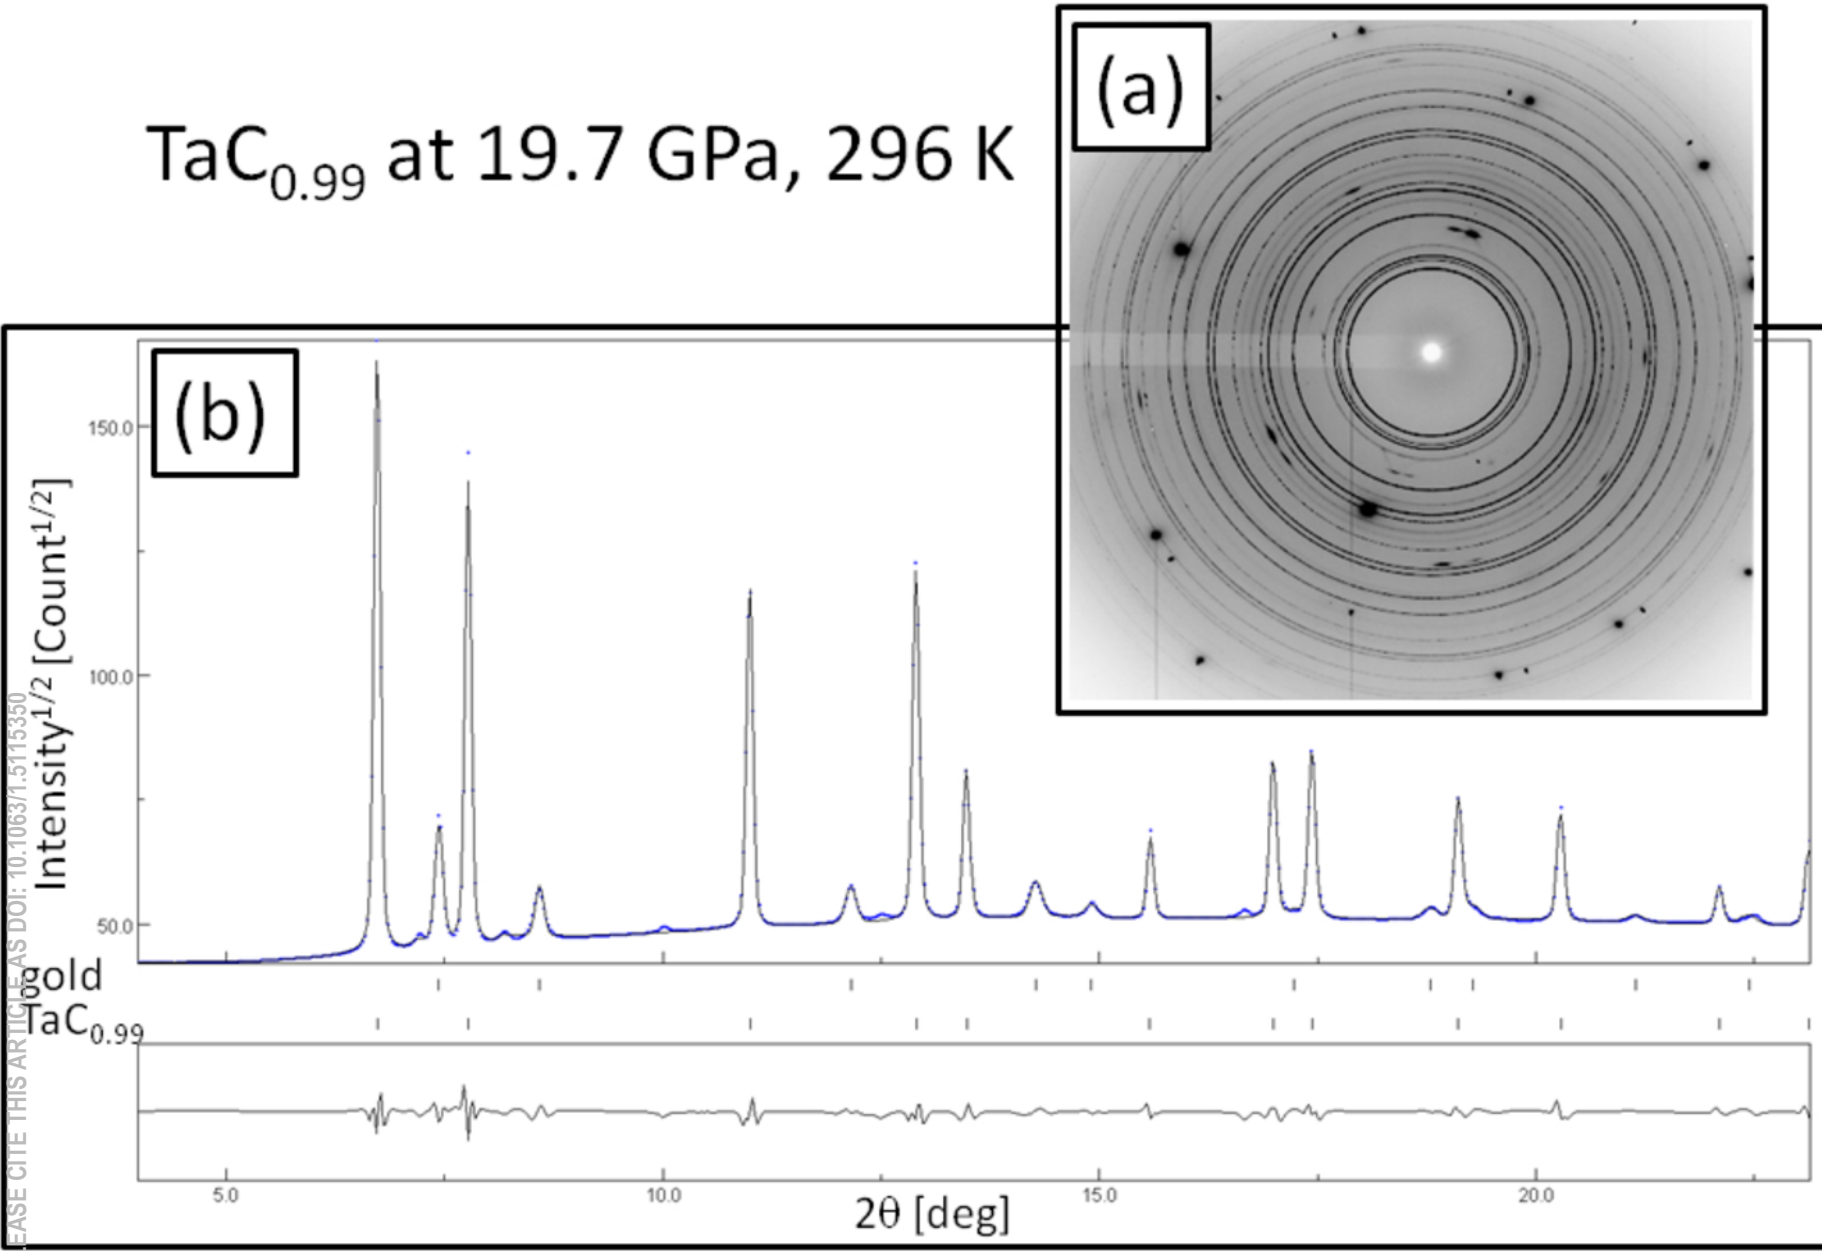 (a)
TaC0.99 at 19.7 GPa, 296 K
(b)
150.0
100.0
50.0
Intensity1/2 [Count1/2]
gold
TaC0.99
5.0 10.0 15.0 20.0
2θ [deg]
EASE CITE THIS ARTICLE AS DOI: 10.1063/1.5115350